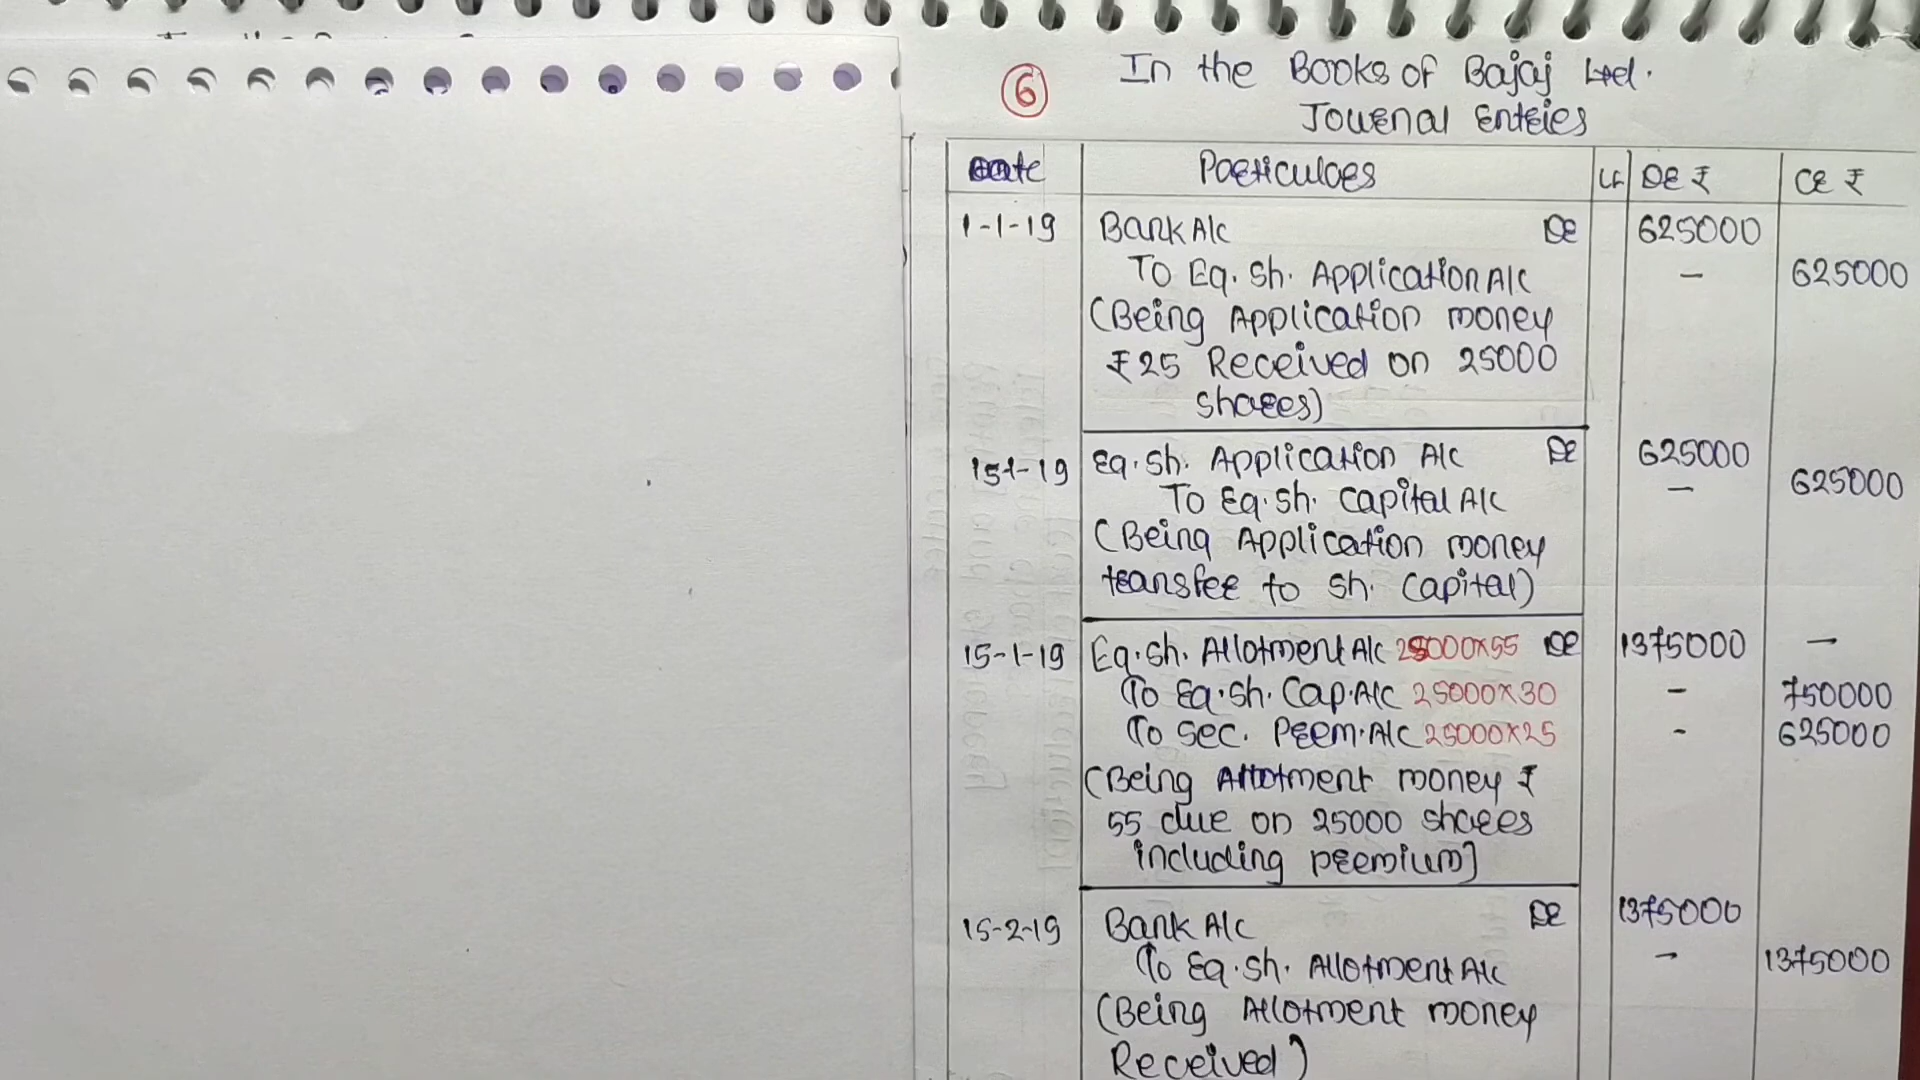 6
In the Books of Bajaj Ltd.
Journal Entries
Date Particulars LF Dr ₹ Cr ₹
1-1-19 Bank A/c Dr 625000
To Eq. Sh. Application A/c - 625000
(Being Application money
₹25 Received on 25000
shares)
15-1-19 Eq. Sh. Application A/c Dr 625000
To Eq. Sh. Capital A/c - 625000
(Being Application money
transfer to Sh. Capital)
15-1-19 Eq. Sh. Allotment A/c 25000x55 Dr 1375000 -
To Eq. Sh. Cap. A/c 25000x30 - 750000
To Sec. Prem. A/c 25000x25 - 625000
(Being Allotment money ₹
55 due on 25000 shares
including premium]
15-2-19 Bank A/c Dr 1375000
To Eq. Sh. Allotment A/c - 1375000
(Being Allotment money
Received)